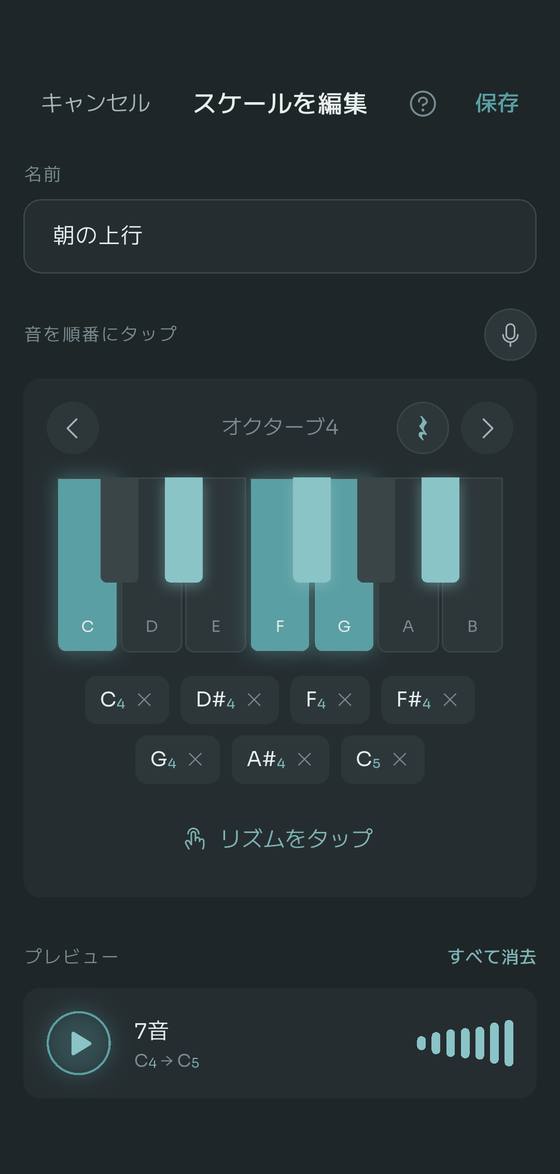 キャンセル スケールを編集 ? 保存
名前
朝の上行
音を順番にタップ
オクターブ4
C D E F G A B
C4 × D#4 × F4 × F#4 ×
G4 × A#4 × C5 ×
リズムをタップ
プレビュー すべて消去
7音
C4 → C5